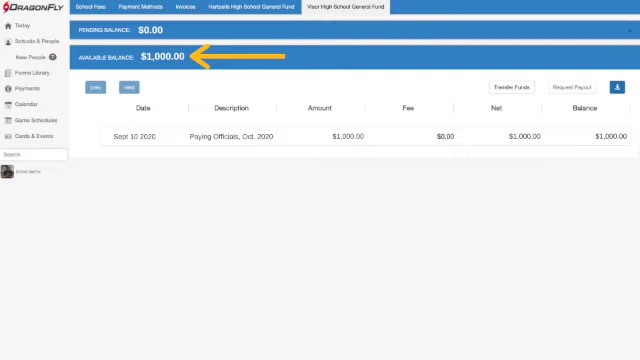 DRAGONFLY
School Fees Payment Methods Invoices Hartselle High School General Fund Visor High School General Fund
Today
Schools & People
New People ?
Forms Library
Payments
Calendar
Game Schedules
Cards & Events
Search
PENDING BALANCE: $0.00
AVAILABLE BALANCE: $1,000.00
prev next Transfer Funds Request Payout
Date Description Amount Fee Net Balance
Sept 10 2020 Paying Officials, Oct. 2020 $1,000.00 $0.00 $1,000.00 $1,000.00